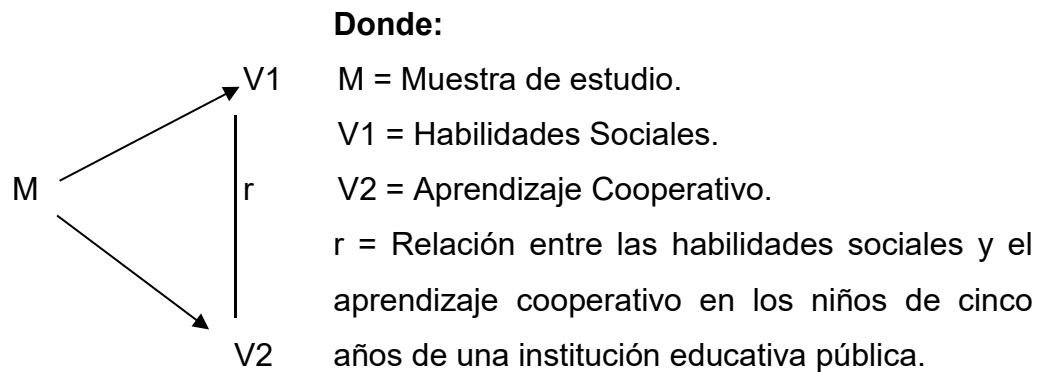 Donde:
V1 M = Muestra de estudio.
V1 = Habilidades Sociales.
M r V2 = Aprendizaje Cooperativo.
r = Relación entre las habilidades sociales y el
aprendizaje cooperativo en los niños de cinco
V2 años de una institución educativa pública.